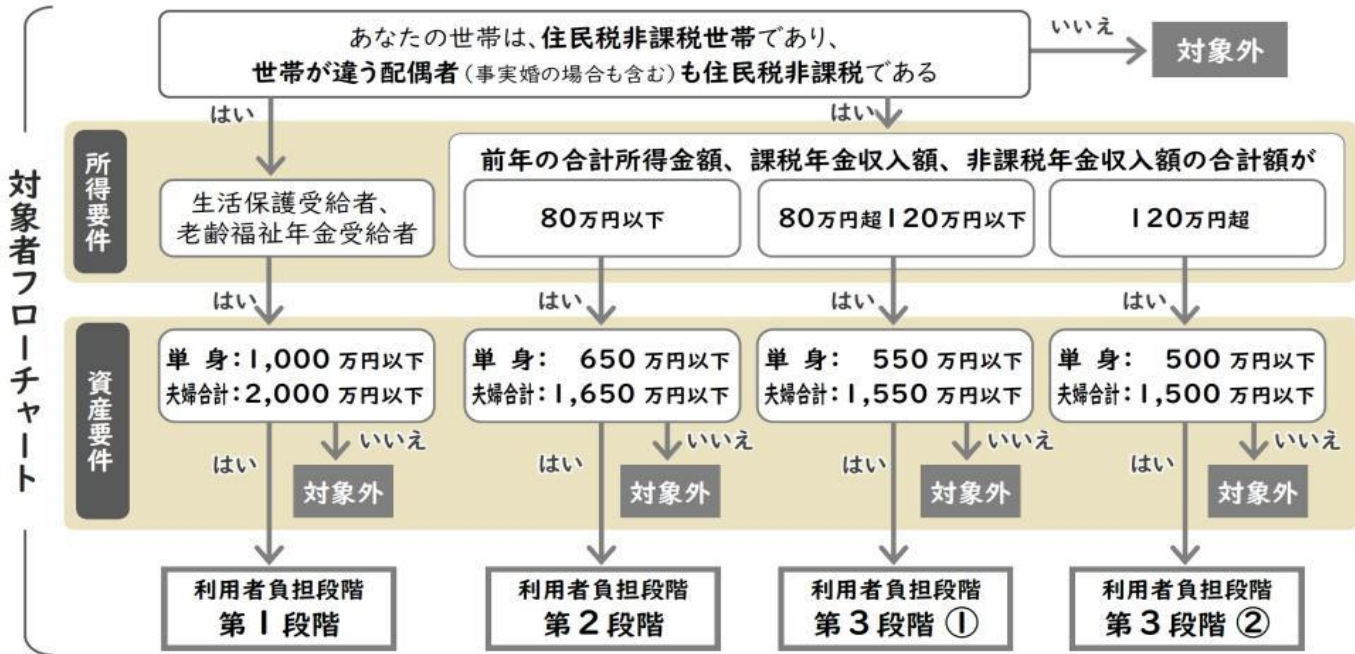 対象者フローチャート
あなたの世帯は、住民税非課税世帯であり、
世帯が違う配偶者(事実婚の場合も含む)も住民税非課税である
いいえ
対象外
はい
はい
所得要件
生活保護受給者、
老齢福祉年金受給者
前年の合計所得金額、課税年金収入額、非課税年金収入額の合計額が
80万円以下
80万円超120万円以下
120万円超
はい
はい
はい
はい
資産要件
単 身:1,000 万円以下
夫婦合計:2,000 万円以下
単 身: 650 万円以下
夫婦合計:1,650 万円以下
単 身: 550 万円以下
夫婦合計:1,550 万円以下
単 身: 500 万円以下
夫婦合計:1,500 万円以下
はい
いいえ
対象外
はい
いいえ
対象外
はい
いいえ
対象外
はい
いいえ
対象外
利用者負担段階
第1段階
利用者負担段階
第2段階
利用者負担段階
第3段階 ①
利用者負担段階
第3段階 ②